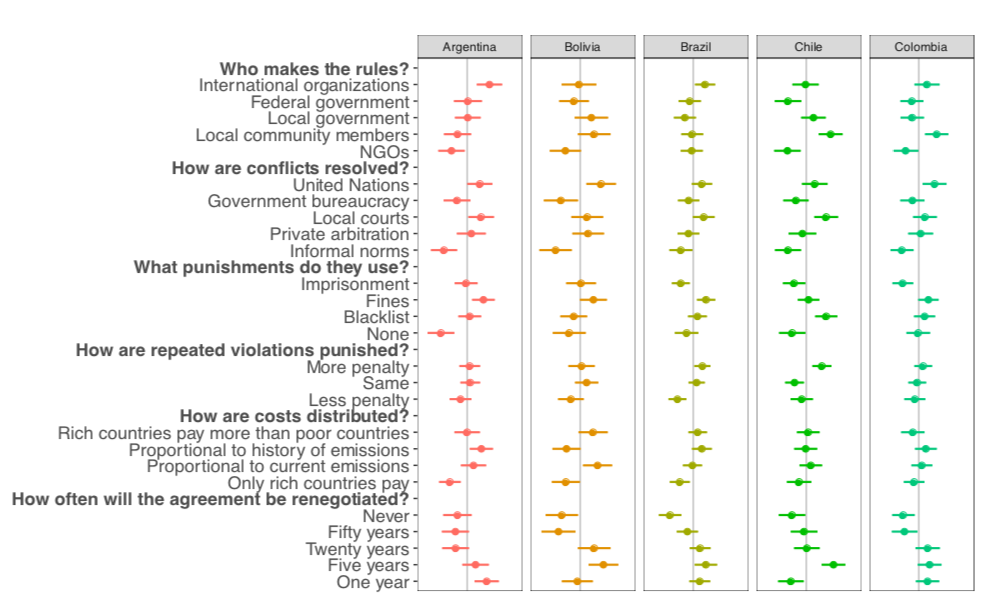 Argentina Bolivia Brazil Chile Colombia
Who makes the rules?
International organizations
Federal government
Local government
Local community members
NGOs
How are conflicts resolved?
United Nations
Government bureaucracy
Local courts
Private arbitration
Informal norms
What punishments do they use?
Imprisonment
Fines
Blacklist
None
How are repeated violations punished?
More penalty
Same
Less penalty
How are costs distributed?
Rich countries pay more than poor countries
Proportional to history of emissions
Proportional to current emissions
Only rich countries pay
How often will the agreement be renegotiated?
Never
Fifty years
Twenty years
Five years
One year